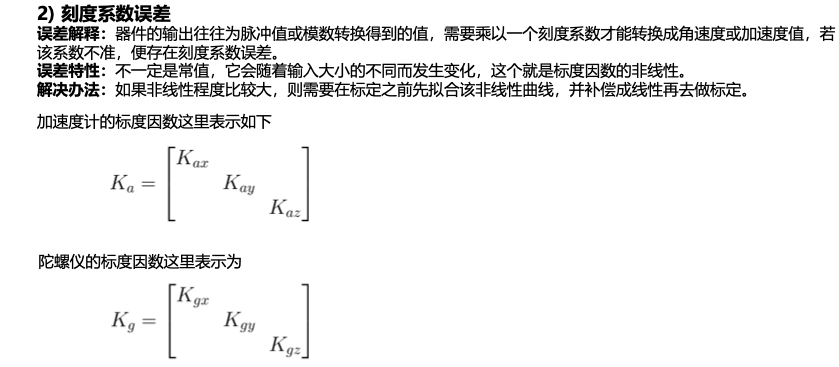 2) 刻度系数误差
误差解释：器件的输出往往为脉冲值或模数转换得到的值，需要乘以一个刻度系数才能转换成角速度或加速度值，若
该系数不准，便存在刻度系数误差。
误差特性：不一定是常值，它会随着输入大小的不同而发生变化，这个就是标度因数的非线性。
解决办法：如果非线性程度比较大，则需要在标定之前先拟合该非线性曲线，并补偿成线性再去做标定。
加速度计的标度因数这里表示如下
K_{ax}
K_a = K_{ay}
K_{az}
陀螺仪的标度因数这里表示为
K_{gx}
K_g = K_{gy}
K_{gz}